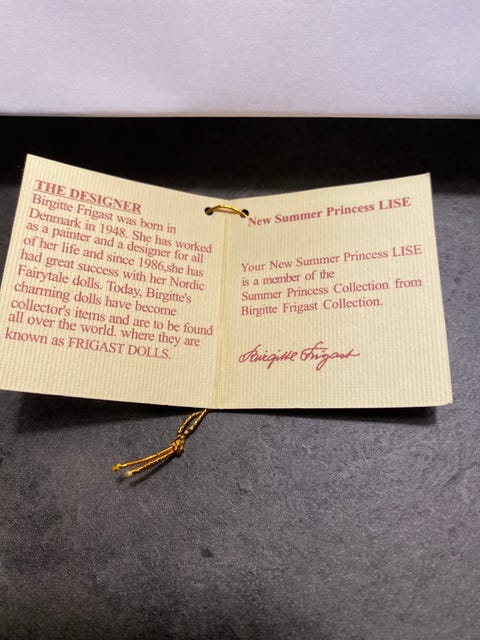 THE DESIGNER
Birgitte Frigast was born in
Denmark in 1948. She has worked
as a painter and a designer for all
of her life and since 1986,she has
had great success with her Nordic
Fairytale dolls. Today, Birgitte's
charming dolls have become
collector's items and are to be found
all over the world. where they are
known as FRIGAST DOLLS.
New Summer Princess LISE
Your New Summer Princess LISE
is a member of the
Summer Princess Collection from
Birgitte Frigast Collection.
Birgitte Frigast